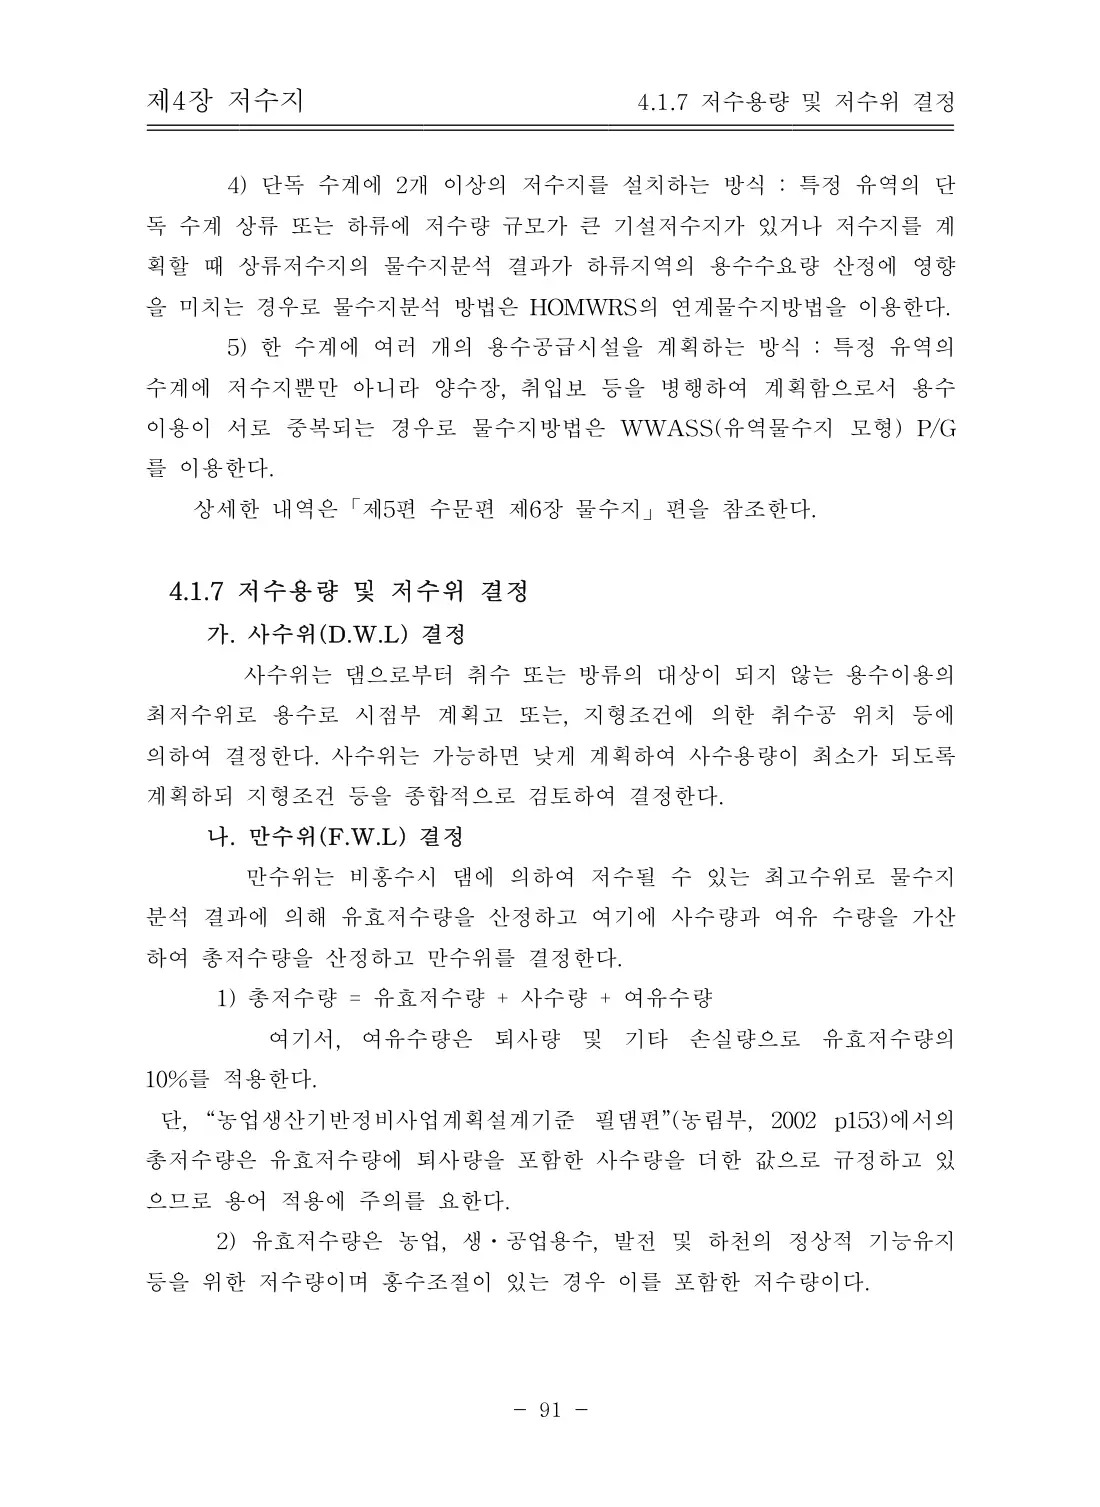 제4장 저수지
4.1.7 저수용량 및 저수위 결정
4) 단독 수계에 2개 이상의 저수지를 설치하는 방식 : 특정 유역의 단
독 수계 상류 또는 하류에 저수량 규모가 큰 기설저수지가 있거나 저수지를 계
획할 때 상류저수지의 물수지분석 결과가 하류지역의 용수수요량 산정에 영향
을 미치는 경우로 물수지분석 방법은 HOMWRS의 연계물수지방법을 이용한다.
5) 한 수계에 여러 개의 용수공급시설을 계획하는 방식 : 특정 유역의
수계에 저수지뿐만 아니라 양수장, 취입보 등을 병행하여 계획함으로서 용수
이용이 서로 중복되는 경우로 물수지방법은 WWASS(유역물수지 모형) P/G
를 이용한다.
상세한 내역은「제5편 수문편 제6장 물수지」편을 참조한다.
4.1.7 저수용량 및 저수위 결정
가. 사수위(D.W.L) 결정
사수위는 댐으로부터 취수 또는 방류의 대상이 되지 않는 용수이용의
최저수위로 용수로 시점부 계획고 또는, 지형조건에 의한 취수공 위치 등에
의하여 결정한다. 사수위는 가능하면 낮게 계획하여 사수용량이 최소가 되도록
계획하되 지형조건 등을 종합적으로 검토하여 결정한다.
나. 만수위(F.W.L) 결정
만수위는 비홍수시 댐에 의하여 저수될 수 있는 최고수위로 물수지
분석 결과에 의해 유효저수량을 산정하고 여기에 사수량과 여유 수량을 가산
하여 총저수량을 산정하고 만수위를 결정한다.
1) 총저수량 = 유효저수량 + 사수량 + 여유수량
여기서, 여유수량은 퇴사량 및 기타 손실량으로 유효저수량의
10%를 적용한다.
단, “농업생산기반정비사업계획설계기준 필댐편”(농림부, 2002 p153)에서의
총저수량은 유효저수량에 퇴사량을 포함한 사수량을 더한 값으로 규정하고 있
으므로 용어 적용에 주의를 요한다.
2) 유효저수량은 농업, 생・공업용수, 발전 및 하천의 정상적 기능유지
등을 위한 저수량이며 홍수조절이 있는 경우 이를 포함한 저수량이다.
- 91 -